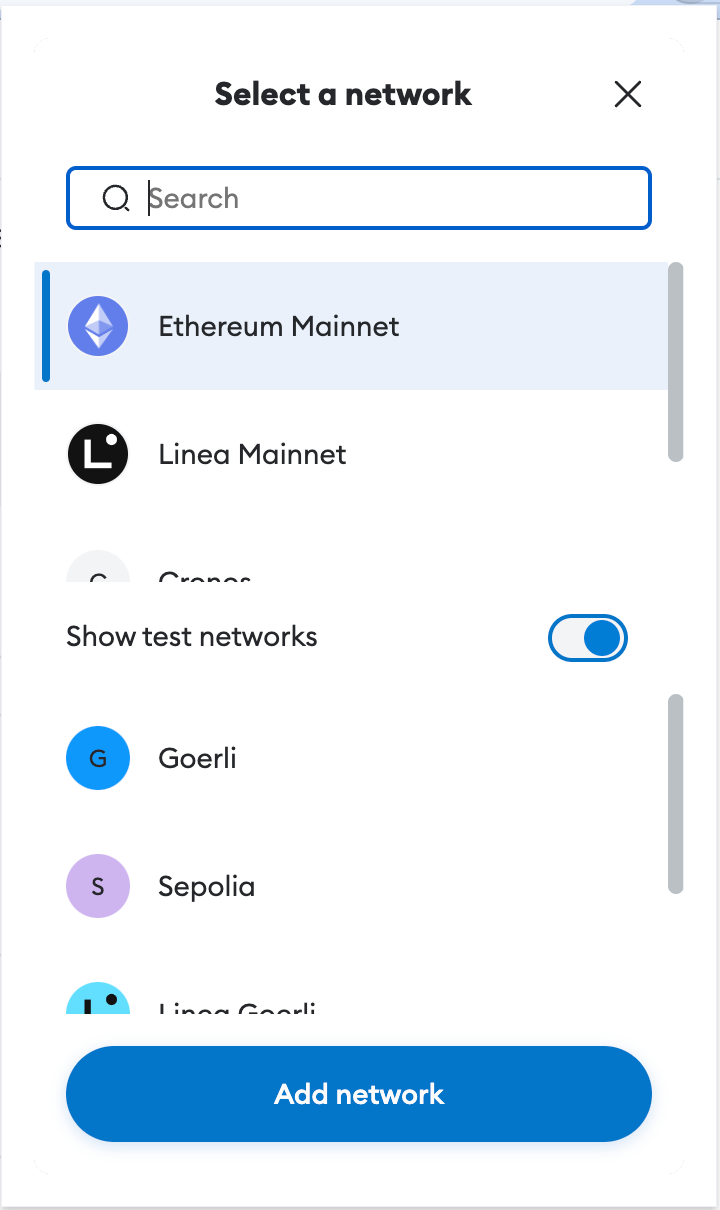 Select a network
Search
Ethereum Mainnet
Linea Mainnet
C Cronos
Show test networks
G Goerli
S Sepolia
Linea Goerli
Add network